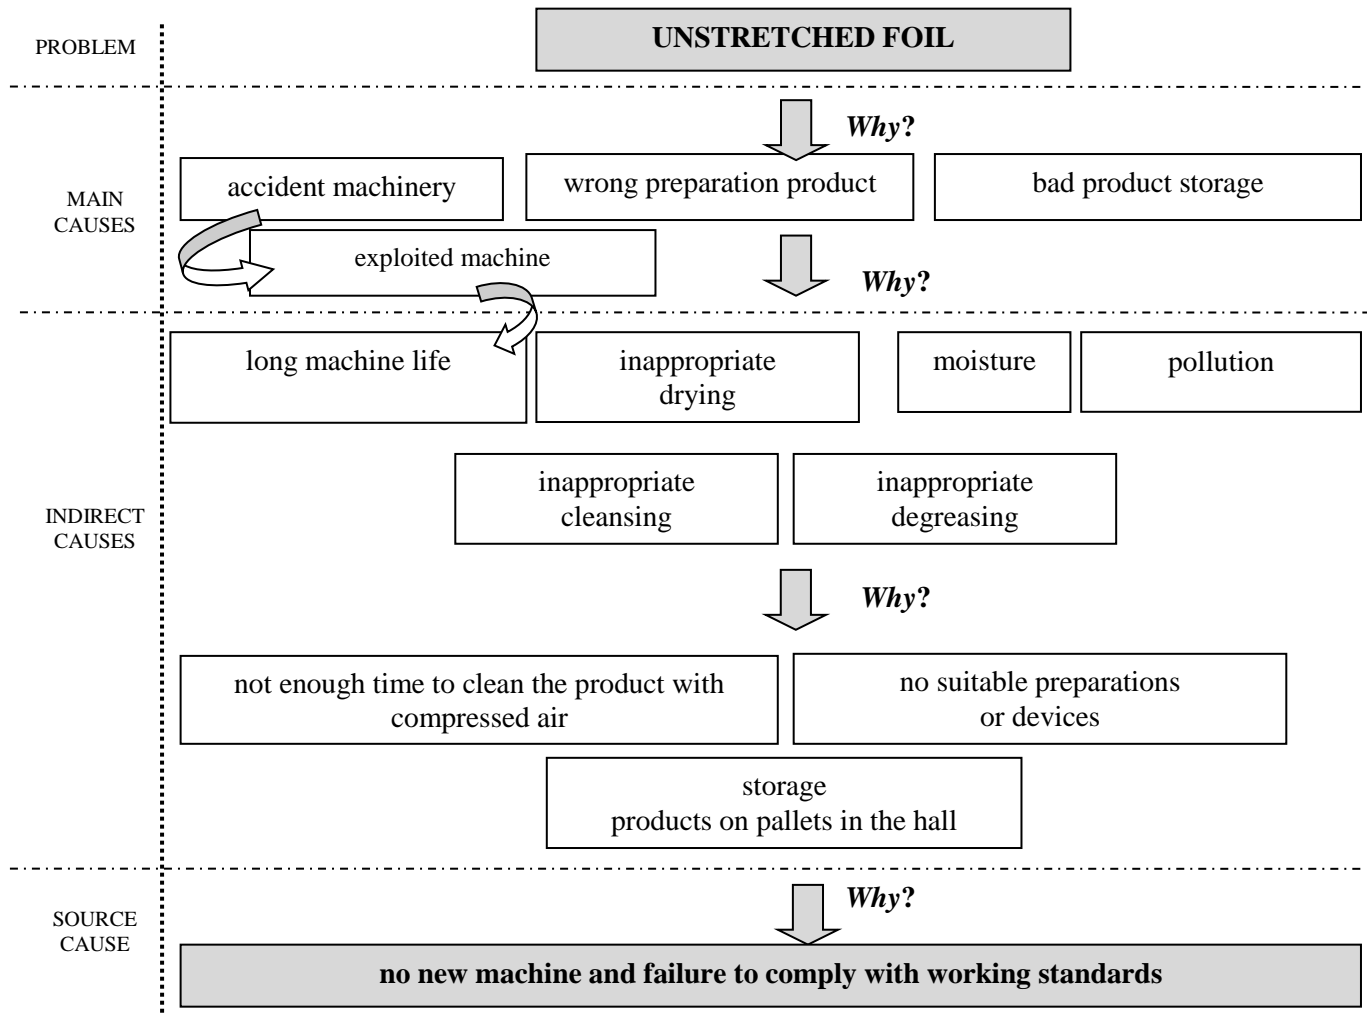 PROBLEM
UNSTRETCHED FOIL
Why?
MAIN
CAUSES
accident machinery
wrong preparation product
bad product storage
exploited machine
Why?
INDIRECT
CAUSES
long machine life
inappropriate
drying
moisture
pollution
inappropriate
cleansing
inappropriate
degreasing
Why?
not enough time to clean the product with
compressed air
no suitable preparations
or devices
storage
products on pallets in the hall
SOURCE
CAUSE
Why?
no new machine and failure to comply with working standards